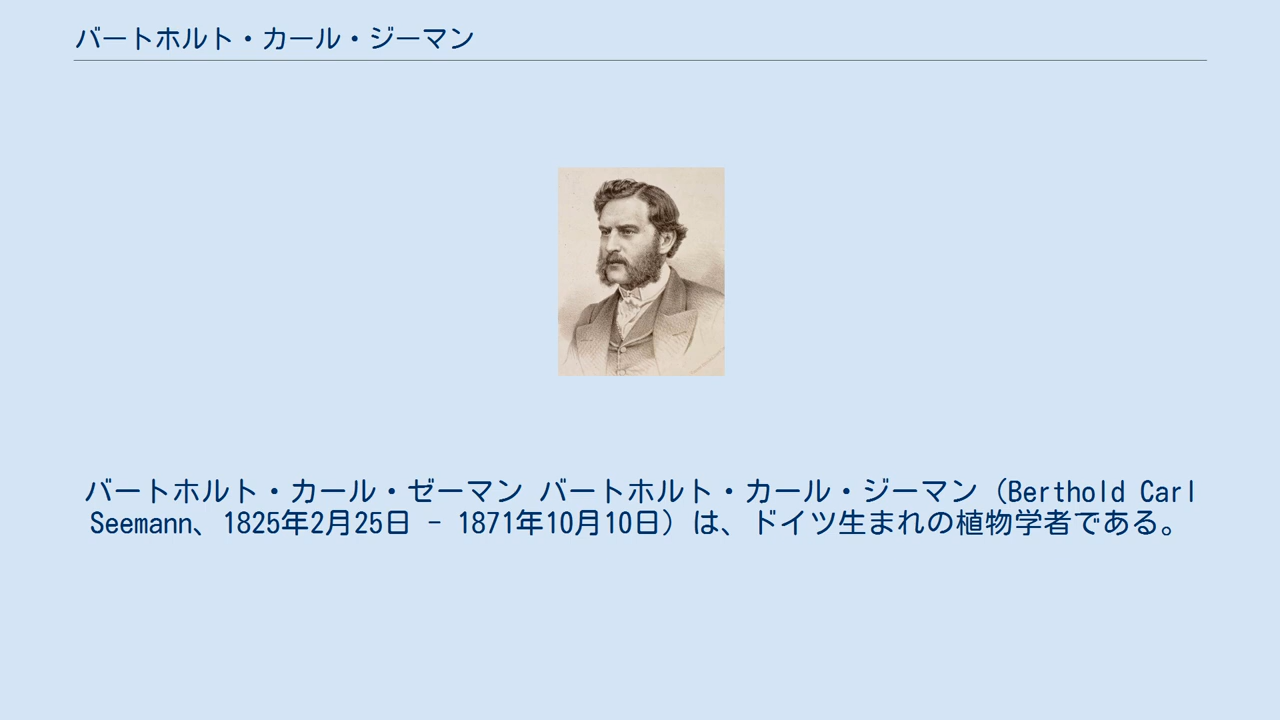 バートホルト・カール・ジーマン
バートホルト・カール・ゼーマン バートホルト・カール・ジーマン（Berthold Carl
Seemann、1825年2月25日 - 1871年10月10日）は、ドイツ生まれの植物学者である。